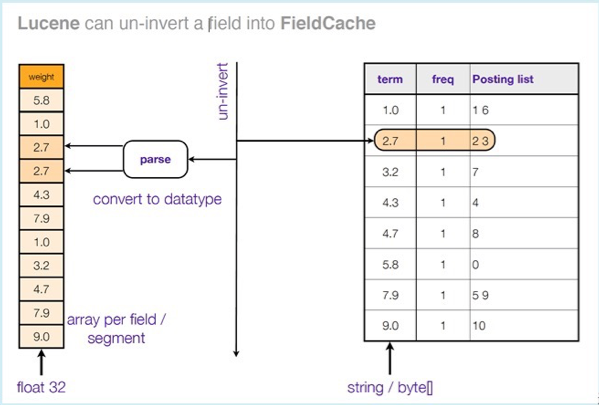 Lucene can un-invert a field into FieldCache
weight
5.8
1.0
2.7
2.7
4.3
7.9
1.0
3.2
4.7
7.9
9.0
float 32
array per field /
segment
parse
convert to datatype
un-invert
term freq Posting list
1.0 1 1 6
2.7 1 2 3
3.2 1 7
4.3 1 4
4.7 1 8
5.8 1 0
7.9 1 5 9
9.0 1 10
string / byte[]